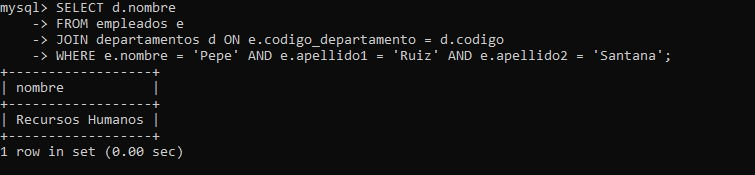 mysql> SELECT d.nombre
    -> FROM empleados e
    -> JOIN departamentos d ON e.codigo_departamento = d.codigo
    -> WHERE e.nombre = 'Pepe' AND e.apellido1 = 'Ruiz' AND e.apellido2 = 'Santana';
+------------------+
| nombre           |
+------------------+
| Recursos Humanos |
+------------------+
1 row in set (0.00 sec)